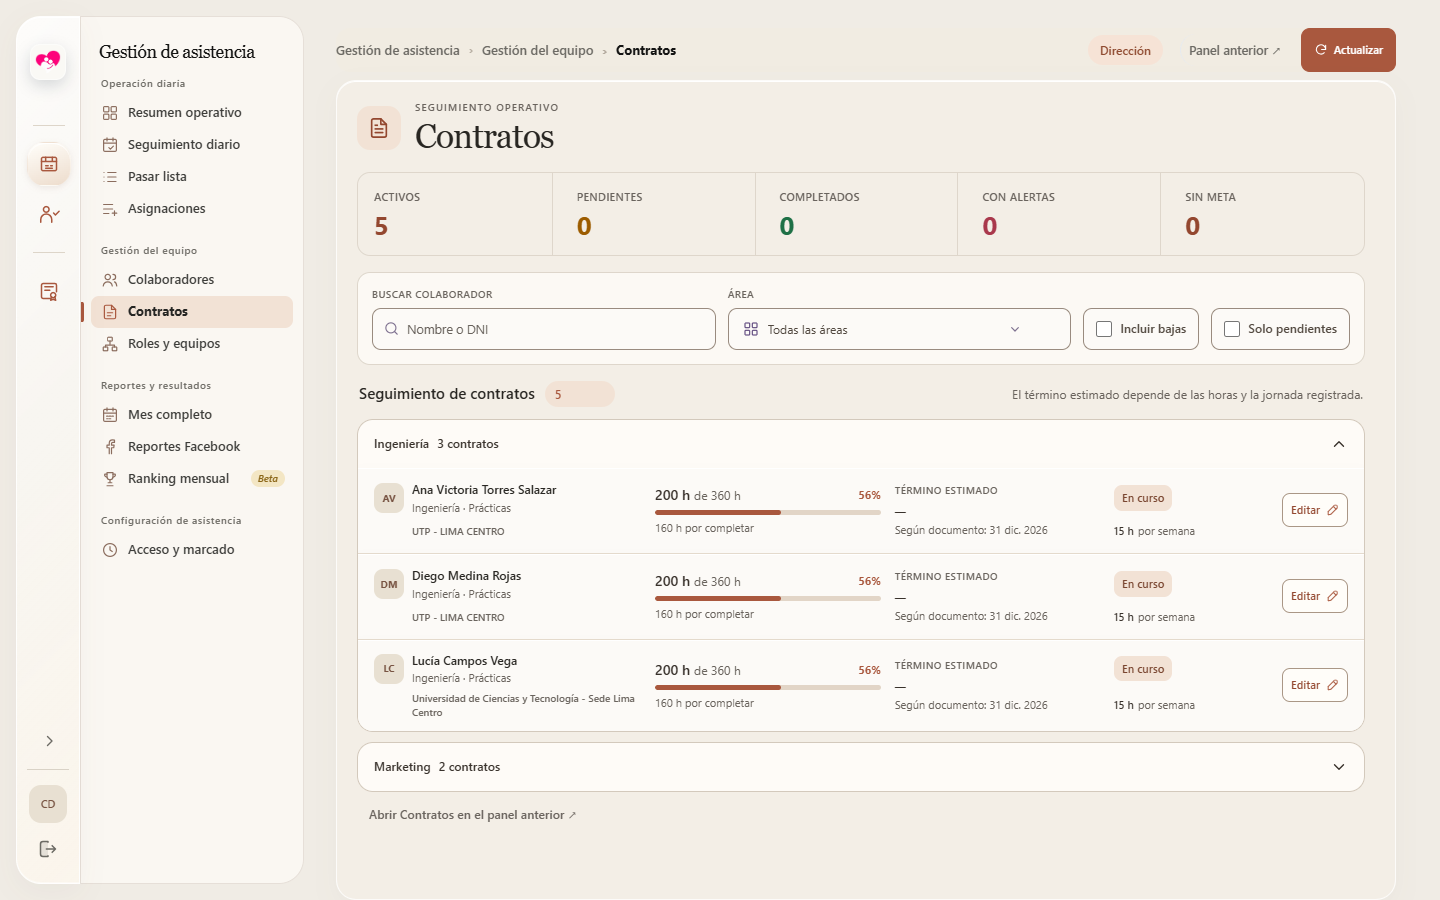 Gestión de asistencia
Operación diaria
Resumen operativo
Seguimiento diario
Pasar lista
Asignaciones
Gestión del equipo
Colaboradores
Contratos
Roles y equipos
Reportes y resultados
Mes completo
Reportes Facebook
Ranking mensual Beta
Configuración de asistencia
Acceso y marcado
CD
Gestión de asistencia › Gestión del equipo › Contratos
Dirección
Panel anterior ↗
Actualizar
SEGUIMIENTO OPERATIVO
Contratos
ACTIVOS
5
PENDIENTES
0
COMPLETADOS
0
CON ALERTAS
0
SIN META
0
BUSCAR COLABORADOR
Nombre o DNI
ÁREA
Todas las áreas
Incluir bajas
Solo pendientes
Seguimiento de contratos 5
El término estimado depende de las horas y la jornada registrada.
Ingeniería 3 contratos
AV
Ana Victoria Torres Salazar
Ingeniería · Prácticas
UTP - LIMA CENTRO
200 h de 360 h 56%
160 h por completar
TÉRMINO ESTIMADO
—
Según documento: 31 dic. 2026
En curso
15 h por semana
Editar
DM
Diego Medina Rojas
Ingeniería · Prácticas
UTP - LIMA CENTRO
200 h de 360 h 56%
160 h por completar
TÉRMINO ESTIMADO
—
Según documento: 31 dic. 2026
En curso
15 h por semana
Editar
LC
Lucía Campos Vega
Ingeniería · Prácticas
Universidad de Ciencias y Tecnología - Sede Lima
Centro
200 h de 360 h 56%
160 h por completar
TÉRMINO ESTIMADO
—
Según documento: 31 dic. 2026
En curso
15 h por semana
Editar
Marketing 2 contratos
Abrir Contratos en el panel anterior ↗